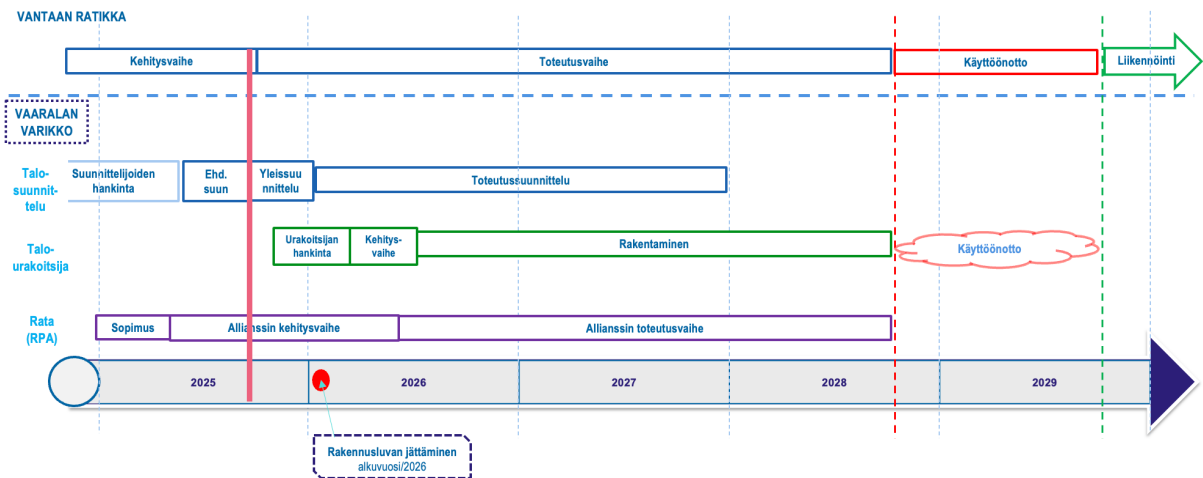 VANTAAN RATIKKA
Kehitysvaihe
Toteutusvaihe
Käyttöönotto
Liikennöinti
VAARALAN
VARIKKO
Talo-
suunnit-
telu
Suunnittelijoiden
hankinta
Ehd.
suun
Yleissuu
nnittelu
Toteutussuunnittelu
Talo-
urakoitsija
Urakoitsijan
hankinta
Kehitys-
vaihe
Rakentaminen
Käyttöönotto
Rata
(RPA)
Sopimus
Allianssin kehitysvaihe
Allianssin toteutusvaihe
2025
2026
2027
2028
2029
Rakennusluvan jättäminen
alkuvuosi/2026